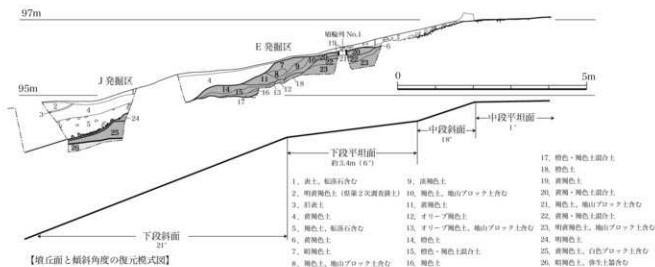 97m
埴輪列 No.1
E 発掘区
J 発掘区
95m
0
5m
中段平坦面
1°
中段斜面
18°
下段平坦面
約3.4m (6°)
下段斜面
21°
【墳丘面と傾斜角度の復元模式図】
1、表土、転落石含む
2、明黄褐色土(県第2次調査排土)
3、旧表土
4、黄褐色土
5、褐色土、転落石含む
6、黄褐色土
7、暗褐色土
8、褐色土、地山ブロック土含む
9、淡褐色土
10、褐色土、地山ブロック土含む
11、黄褐色土
12、オリーブ褐色土
13、オリーブ褐色土、地山ブロック土含む
14、橙色土
15、橙色・褐色土混合土
16、褐色土
17、橙色・褐色土混合土
18、橙色土
19、黄褐色土
20、黄褐・褐色土混合土
21、褐色土、地山ブロック土含む
22、黄褐・褐色土混合土
23、明黄褐色土、地山ブロック土含む
24、明褐色土
25、黄褐色土、白色ブロック土含む
26、暗褐色土、弥生土器含む